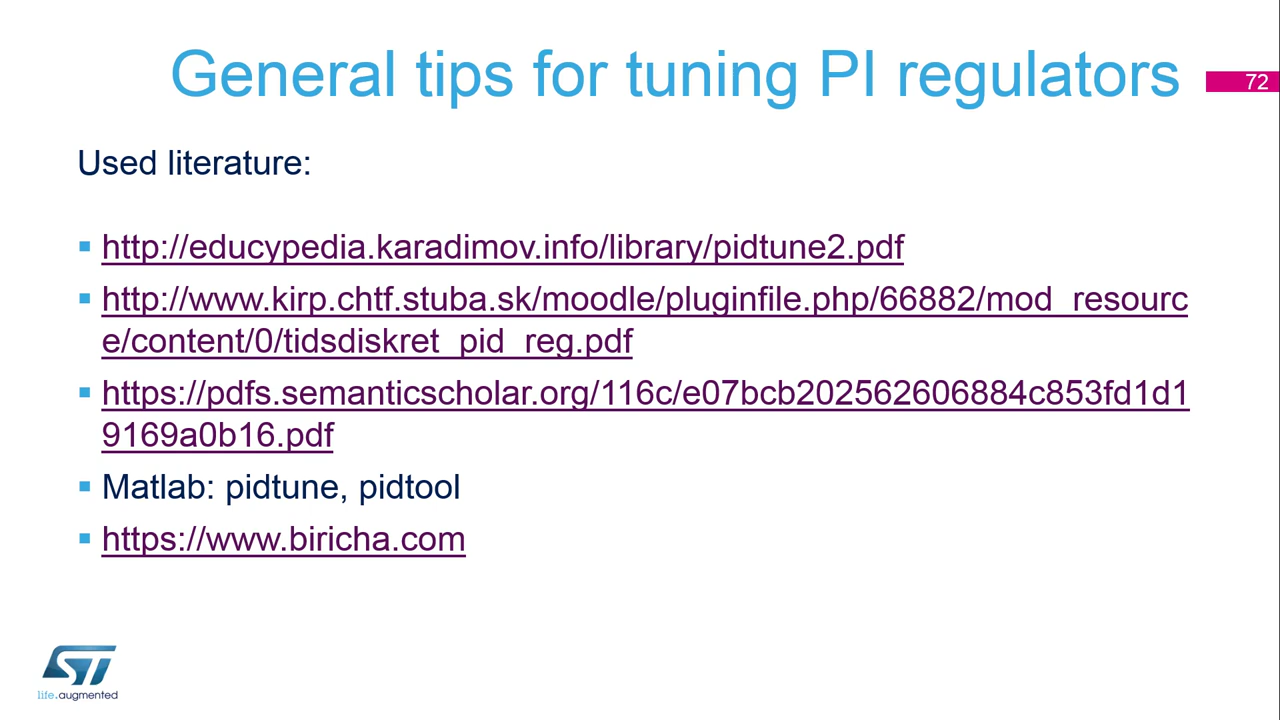 General tips for tuning PI regulators
72
Used literature:
http://educypedia.karadimov.info/library/pidtune2.pdf
http://www.kirp.chtf.stuba.sk/moodle/pluginfile.php/66882/mod_resourc
e/content/0/tidsdiskret_pid_reg.pdf
https://pdfs.semanticscholar.org/116c/e07bcb202562606884c853fd1d1
9169a0b16.pdf
Matlab: pidtune, pidtool
https://www.biricha.com
ST
life.augmented